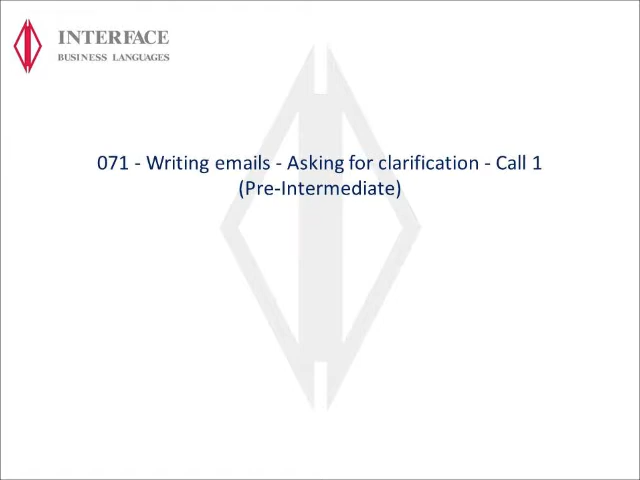 INTERFACE
BUSINESS LANGUAGES
071 - Writing emails - Asking for clarification - Call 1
(Pre-Intermediate)